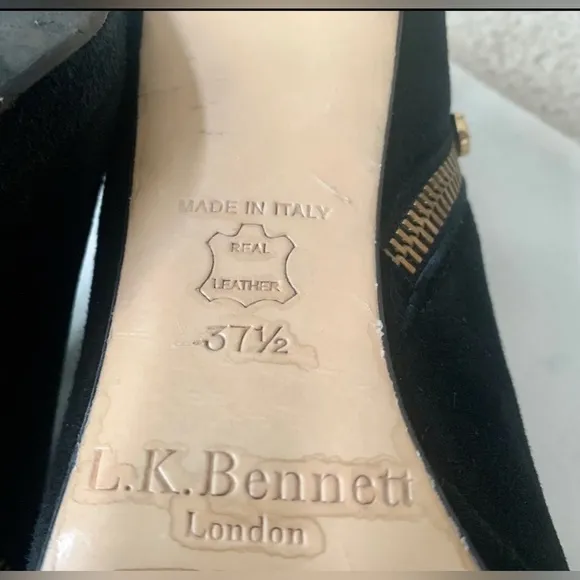 MADE IN ITALY
REAL
LEATHER
37½
L.K.Bennett
London